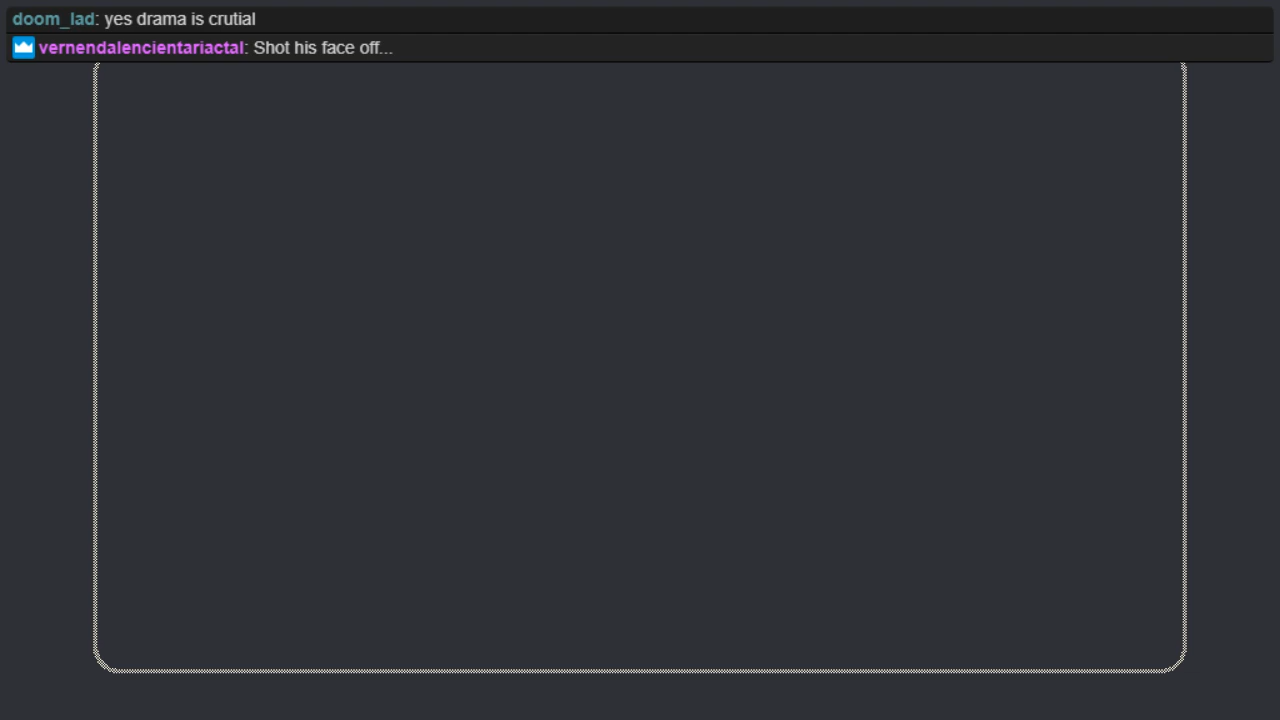 doom_lad: yes drama is crutial
vernendalencientariactal: Shot his face off...